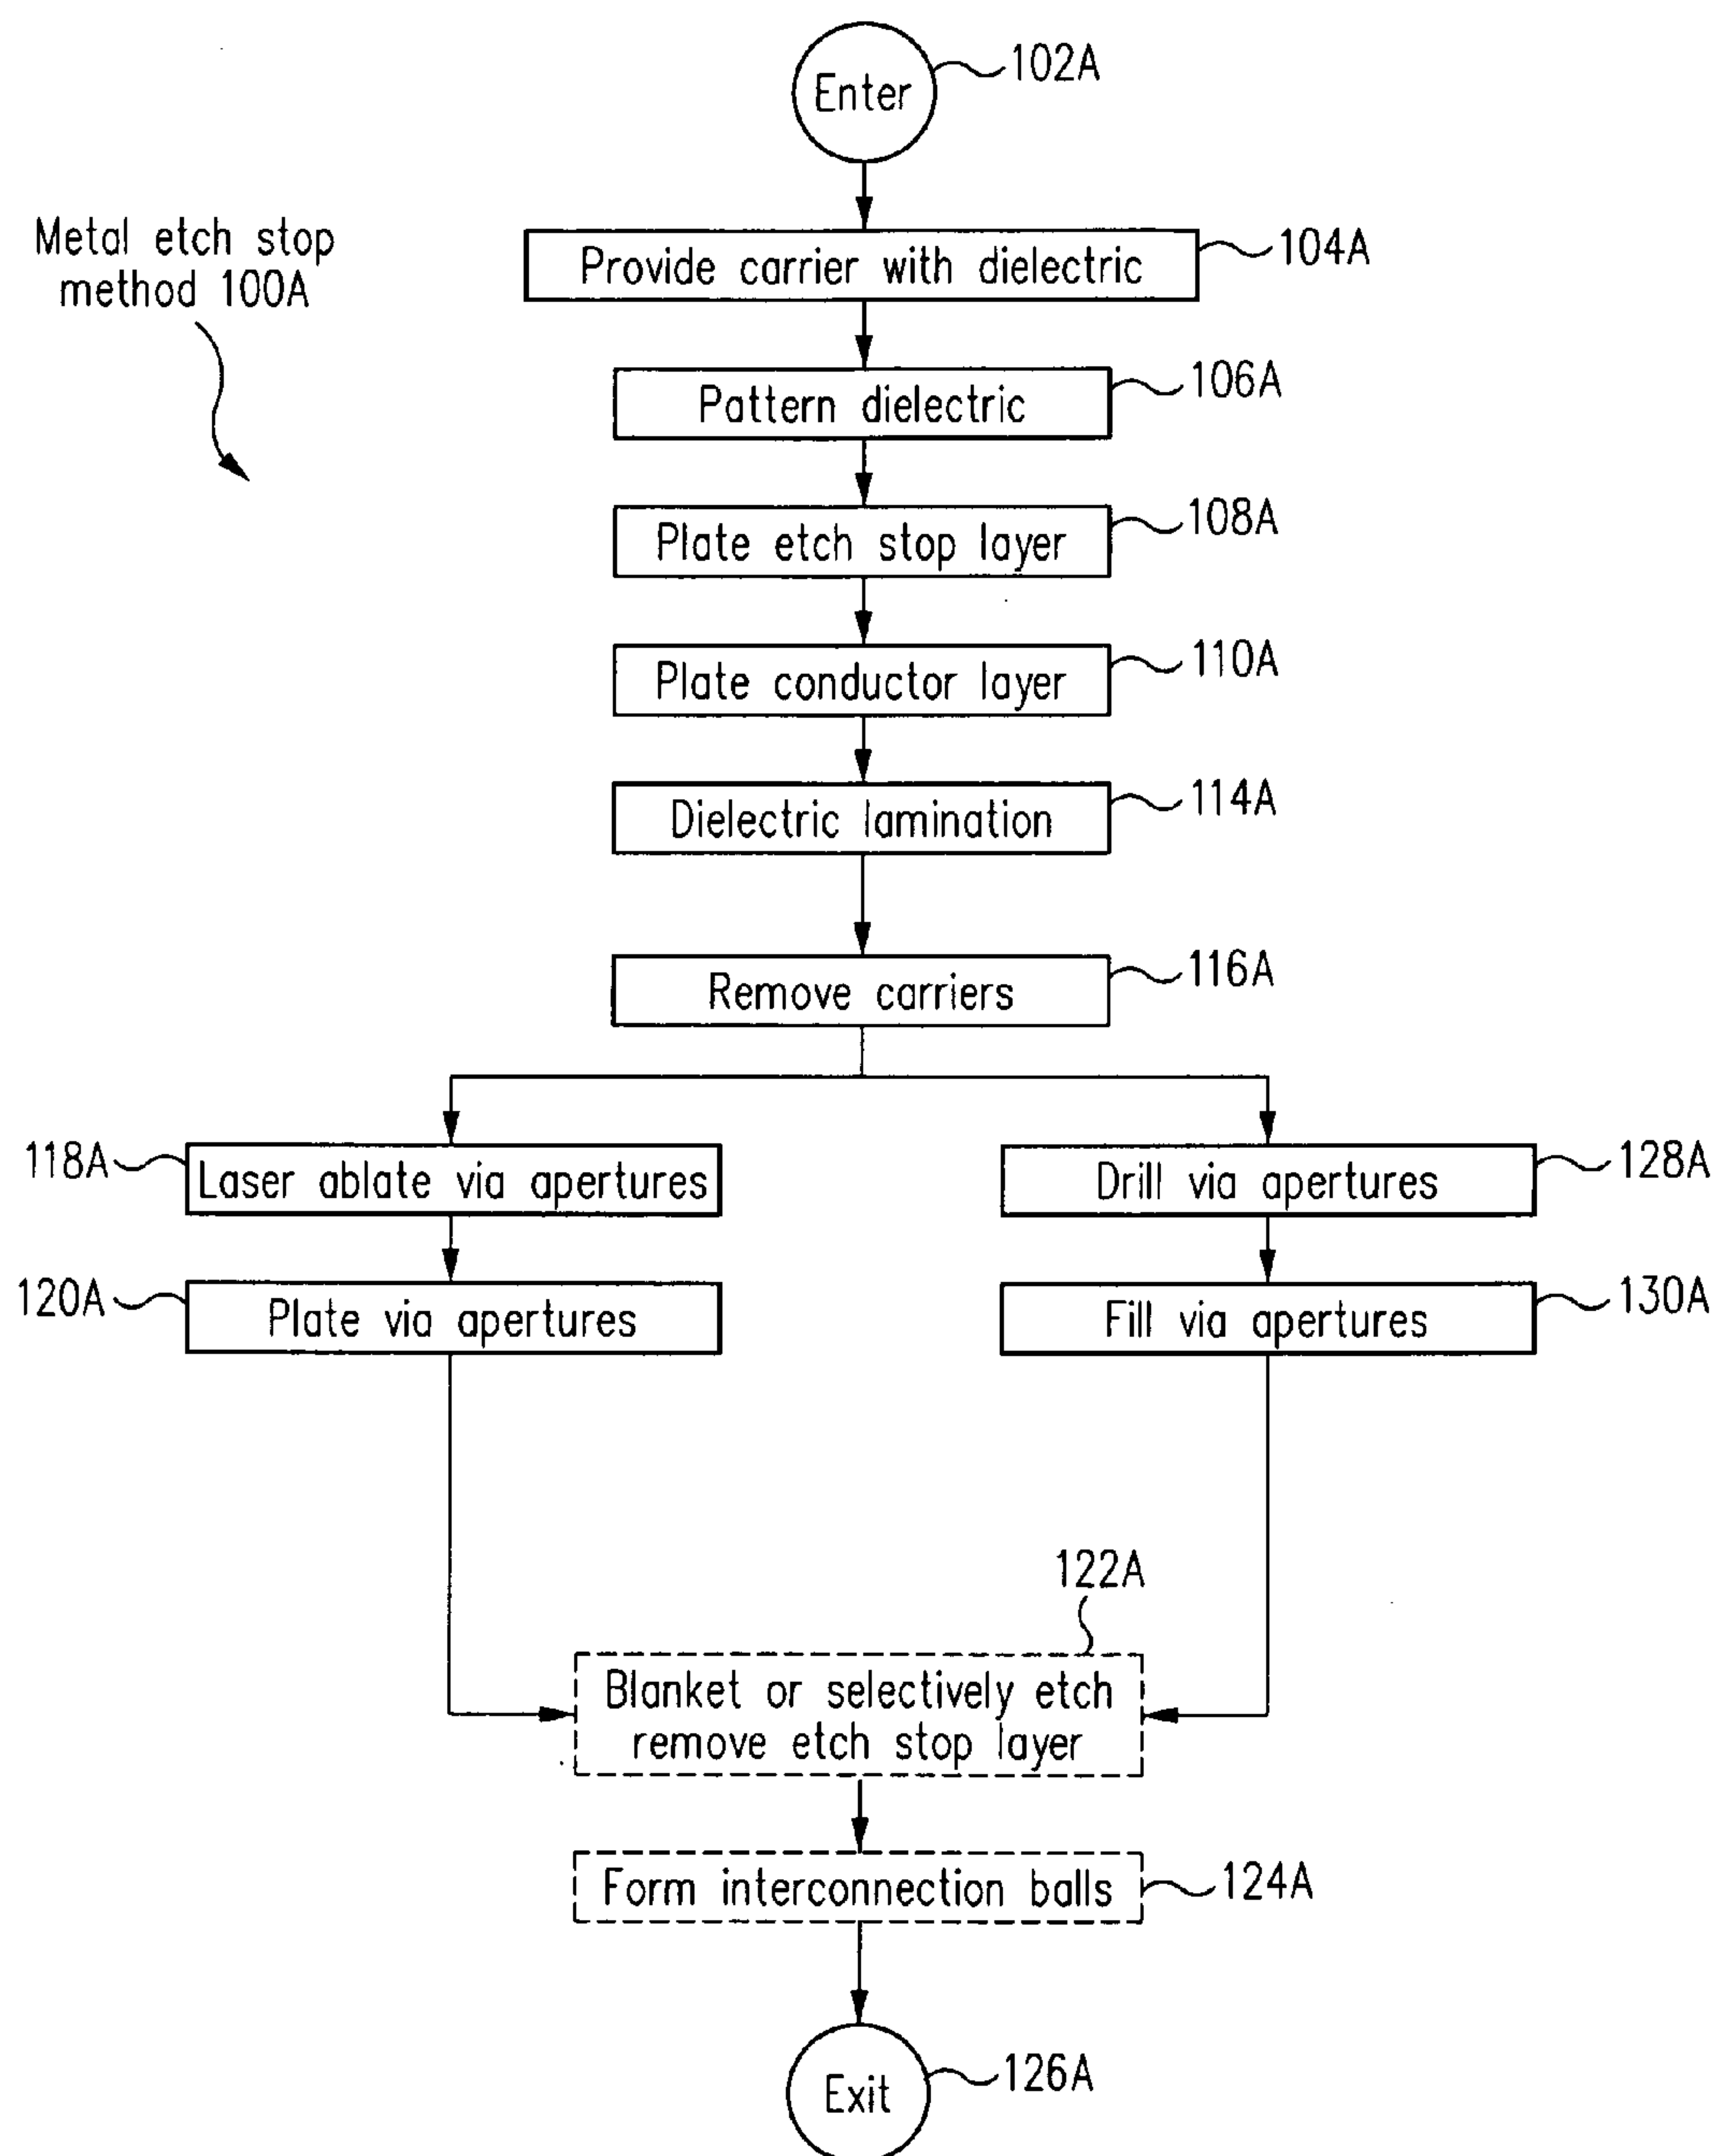 Enter
102A
Metal etch stop
method 100A
Provide carrier with dielectric
104A
Pattern dielectric
106A
Plate etch stop layer
108A
Plate conductor layer
110A
Dielectric lamination
114A
Remove carriers
116A
118A
Laser ablate via apertures
Drill via apertures
128A
120A
Plate via apertures
Fill via apertures
130A
122A
Blanket or selectively etch
remove etch stop layer
Form interconnection balls
124A
Exit
126A